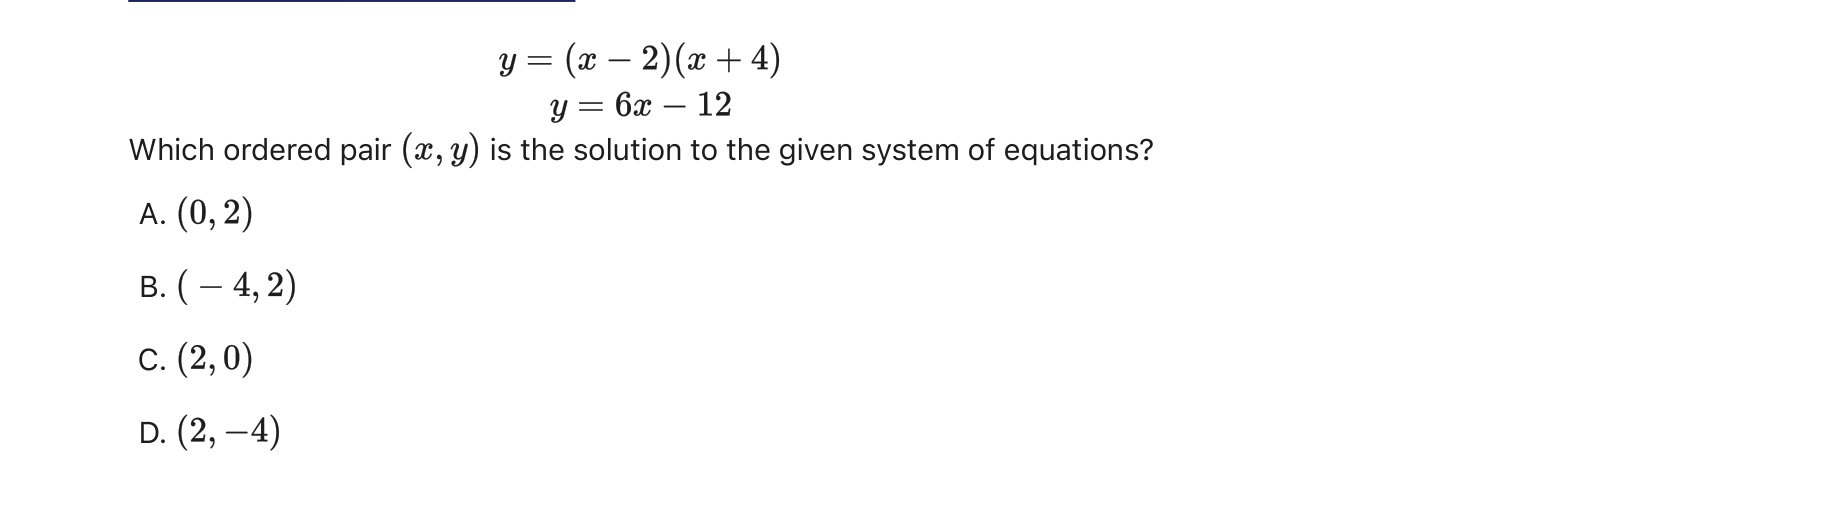 y = (x − 2)(x + 4)
y = 6x − 12
Which ordered pair (x, y) is the solution to the given system of equations?
A. (0, 2)
B. ( − 4, 2)
C. (2, 0)
D. (2, −4)